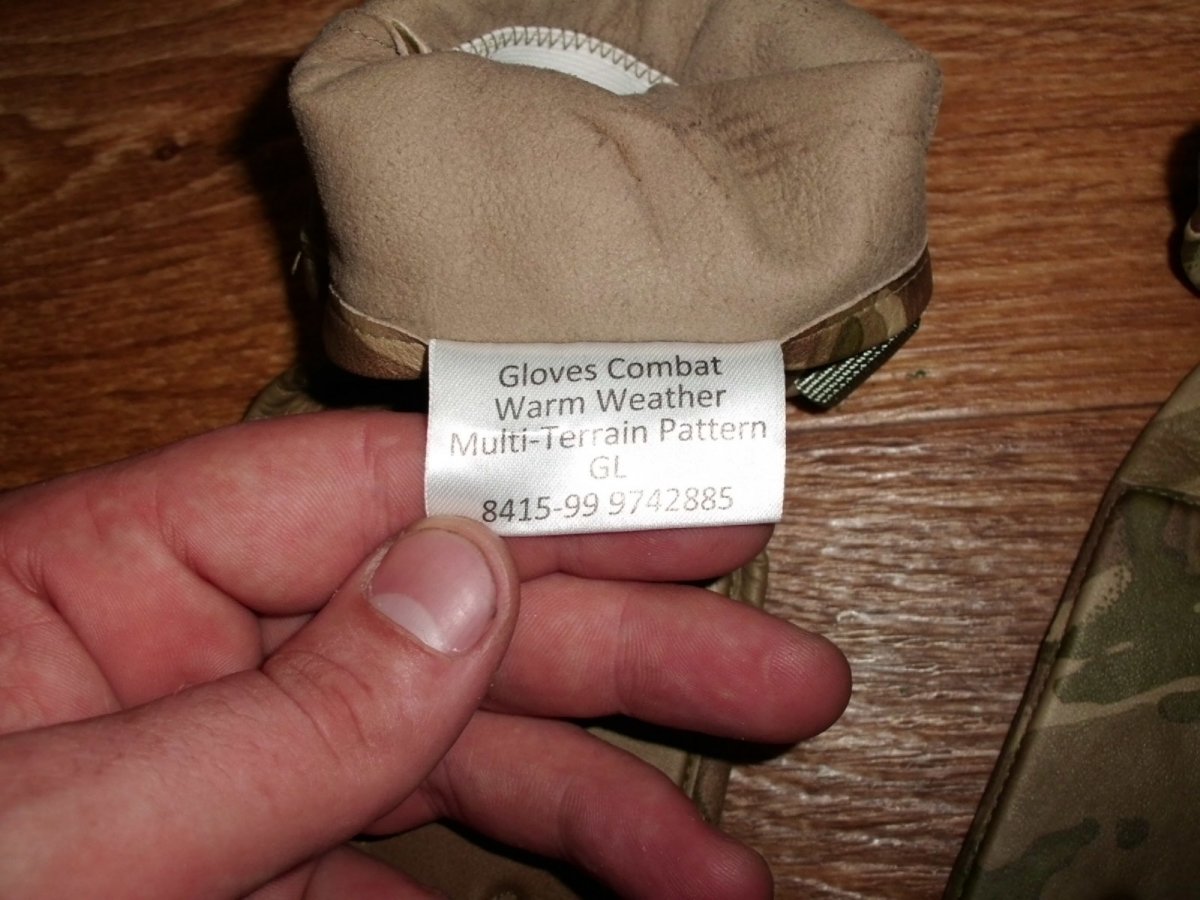 Gloves Combat
Warm Weather
Multi-Terrain Pattern
GL
8415-99 9742885